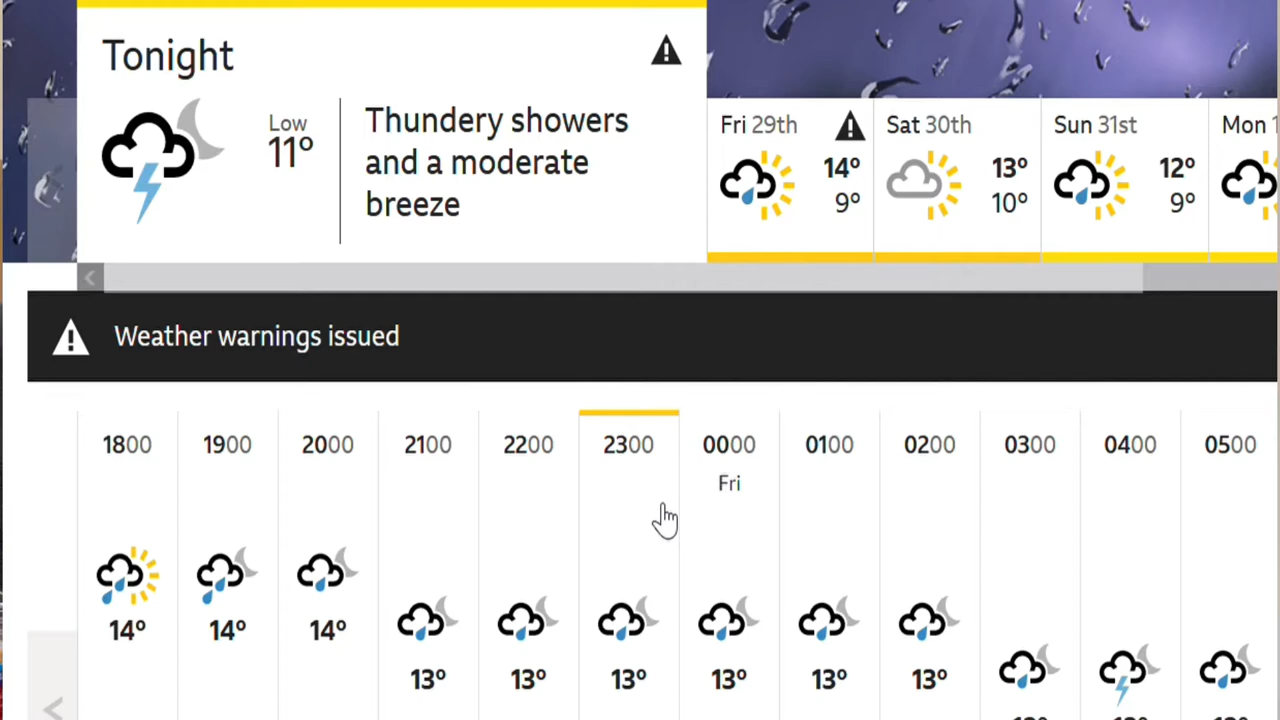 Tonight
Low
11°
Thundery showers
and a moderate
breeze
Fri 29th
14°
9°
Sat 30th
13°
10°
Sun 31st
12°
9°
Mon
Weather warnings issued
1800 1900 2000 2100 2200 2300 0000 0100 0200 0300 0400 0500
Fri
14° 14° 14°
13° 13° 13° 13° 13° 13°